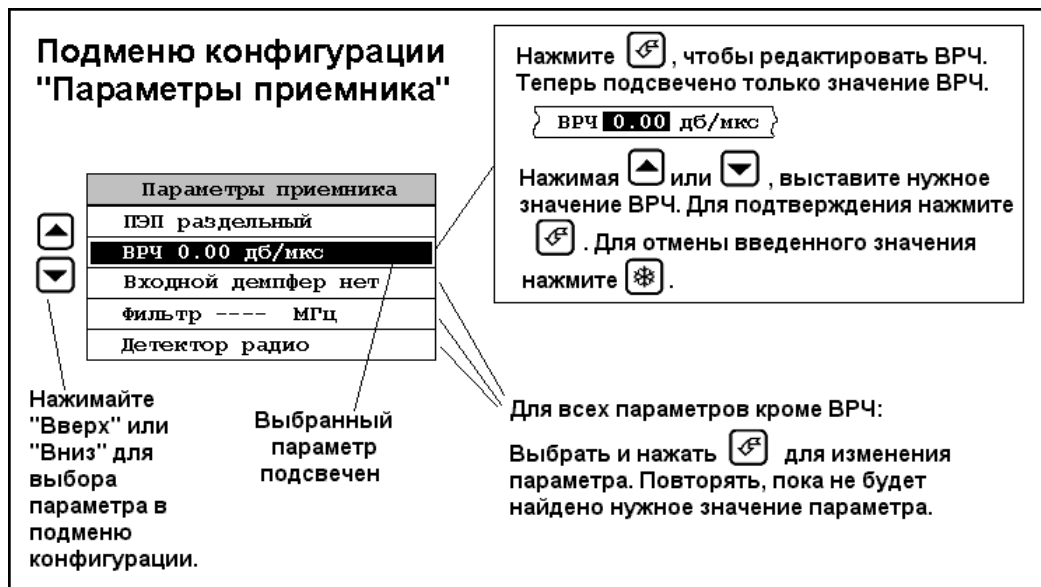 Подменю конфигурации
"Параметры приемника"
Параметры приемника
ПЭП раздельный
ВРЧ 0.00 дб/мкс
Входной демпфер нет
Фильтр ---- МГц
Детектор радио
Нажимайте
"Вверх" или
"Вниз" для
выбора
параметра в
подменю
конфигурации.
Выбранный
параметр
подсвечен
Нажмите , чтобы редактировать ВРЧ.
Теперь подсвечено только значение ВРЧ.
ВРЧ 0.00 дб/мкс
Нажимая или , выставите нужное
значение ВРЧ. Для подтверждения нажмите
. Для отмены введенного значения
нажмите .
Для всех параметров кроме ВРЧ:
Выбрать и нажать для изменения
параметра. Повторять, пока не будет
найдено нужное значение параметра.